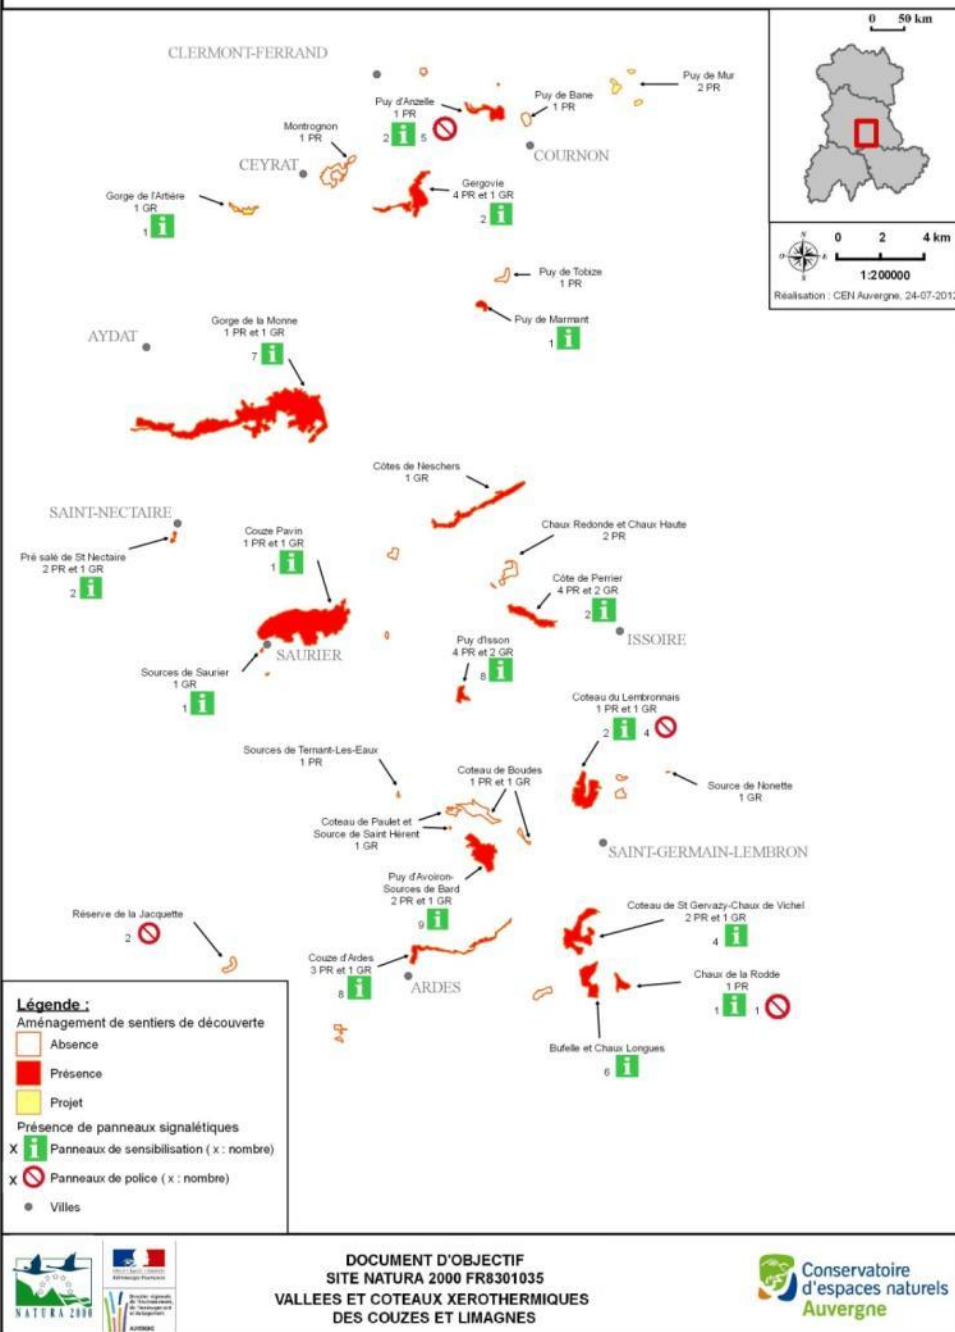 0 50 km
CLERMONT-FERRAND
Puy de Mur
2 PR
Puy de Bane
1 PR
Puy d'Anzelle
1 PR
2 i 5
Montrognon
1 PR
COURNON
CEYRAT
Gergovie
4 PR et 1 GR
2 i
Gorge de l'Artière
1 GR
1 i
N
O E
S
0 2 4 km
1:200000
Réalisation : CEN Auvergne, 24-07-2012
Puy de Tobize
1 PR
Puy de Marmant
1 i
Gorge de la Monne
1 PR et 1 GR
7 i
AYDAT
Côtes de Neschers
1 GR
SAINT-NECTAIRE
Chaux Redonde et Chaux Haute
2 PR
Couze Pavin
1 PR et 1 GR
1 i
Pré salé de St Nectaire
2 PR et 1 GR
2 i
Côte de Perrier
4 PR et 2 GR
2 i
ISSOIRE
Puy d'Isson
4 PR et 2 GR
8 i
SAURIER
Sources de Saurier
1 GR
1 i
Coteau du Lembronnais
1 PR et 1 GR
2 i 4
Sources de Ternant-Les-Eaux
1 PR
Coteau de Boudes
1 PR et 1 GR
Source de Nonette
1 GR
Coteau de Paulet et
Source de Saint Hérent
1 GR
SAINT-GERMAIN-LEMBRON
Puy d'Avoiron-
Sources de Bard
2 PR et 1 GR
9 i
Coteau de St Gervazy-Chaux de Vichel
2 PR et 1 GR
4 i
Réserve de la Jacquette
2
Couze d'Ardes
3 PR et 1 GR
8 i
ARDES
Chaux de la Rodde
1 PR
1 i 1
Bufelle et Chaux Longues
6 i
Légende :
Aménagement de sentiers de découverte
Absence
Présence
Projet
Présence de panneaux signalétiques
X i Panneaux de sensibilisation ( x : nombre)
X Panneaux de police ( x : nombre)
Villes
NATURA 2000
AUVERGNE
DOCUMENT D'OBJECTIF
SITE NATURA 2000 FR8301035
VALLEES ET COTEAUX XEROTHERMIQUES
DES COUZES ET LIMAGNES
Conservatoire
d'espaces naturels
Auvergne